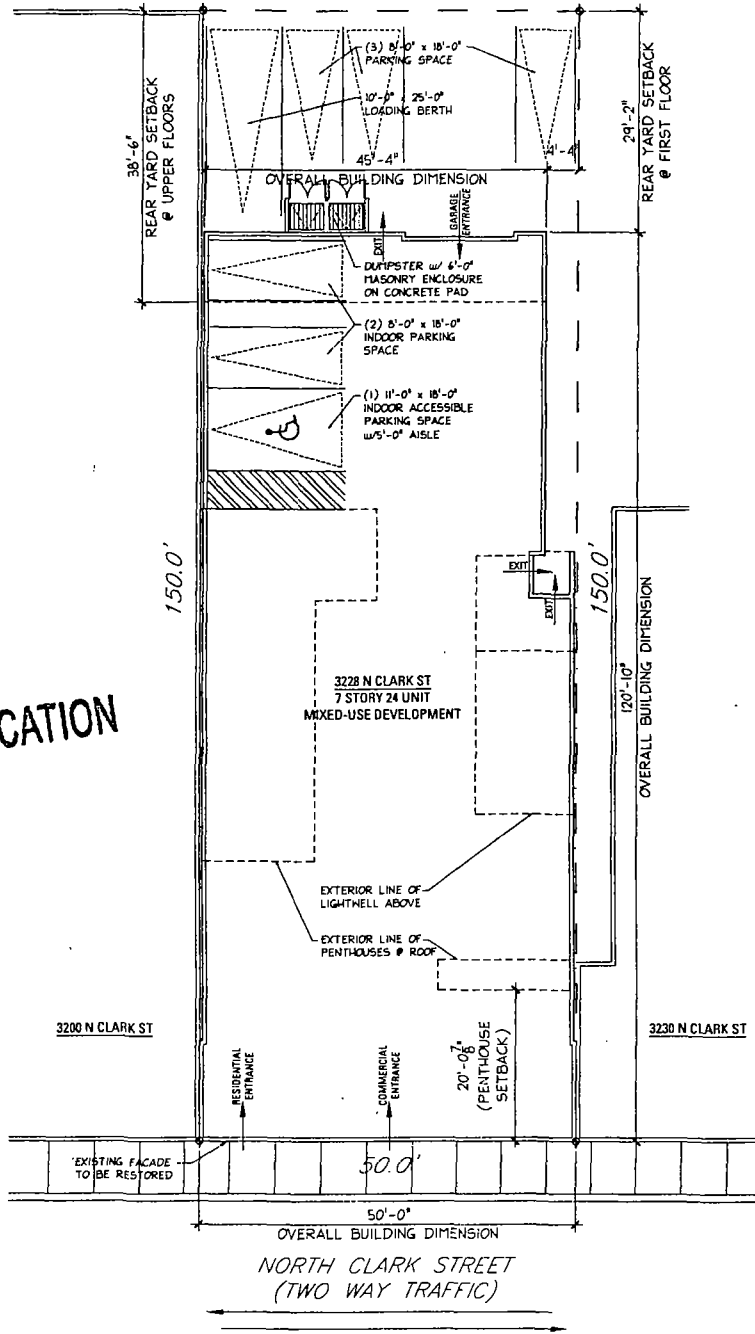 (3) 8'-0" x 18'-0"
PARKING SPACE
10'-0" x 25'-0"
LOADING BERTH
38'-6"
REAR YARD SETBACK
@ UPPER FLOORS
29'-2"
REAR YARD SETBACK
@ FIRST FLOOR
45'-4"
4'-4"
OVERALL BUILDING DIMENSION
EXIT
GARAGE
ENTRANCE
DUMPSTER w/ 6'-0"
MASONRY ENCLOSURE
ON CONCRETE PAD
(2) 8'-0" x 18'-0"
INDOOR PARKING
SPACE
(1) 11'-0" x 18'-0"
INDOOR ACCESSIBLE
PARKING SPACE
w/5'-0" AISLE
150.0'
EXIT
EXIT
150.0'
120'-10"
OVERALL BUILDING DIMENSION
3228 N CLARK ST
7 STORY 24 UNIT
MIXED-USE DEVELOPMENT
CATION
EXTERIOR LINE OF
LIGHTWELL ABOVE
EXTERIOR LINE OF
PENTHOUSES @ ROOF
3200 N CLARK ST
3230 N CLARK ST
RESIDENTIAL
ENTRANCE
COMMERCIAL
ENTRANCE
20'-0 7/8"
(PENTHOUSE
SETBACK)
EXISTING FACADE
TO BE RESTORED
50.0'
50'-0"
OVERALL BUILDING DIMENSION
NORTH CLARK STREET
(TWO WAY TRAFFIC)